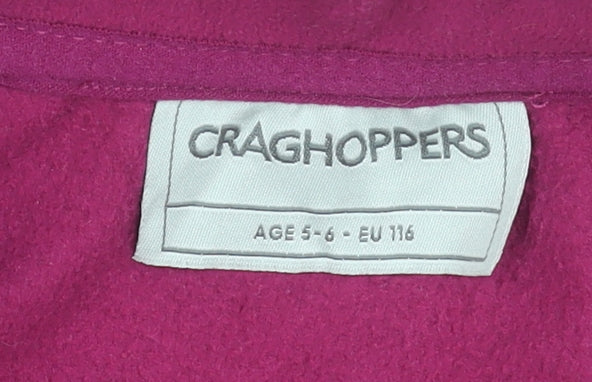 CRAGHOPPERS
AGE 5-6 - EU 116